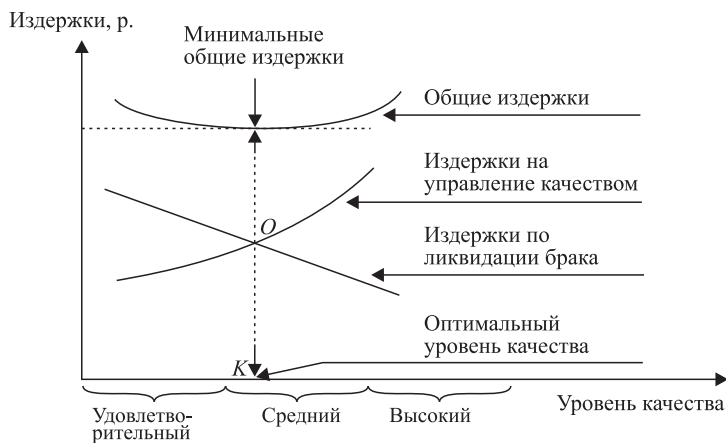 Издержки, р.
Минимальные
общие издержки
Общие издержки
Издержки на
управление качеством
O
Издержки по
ликвидации брака
Оптимальный
уровень качества
K
Удовлетво-
рительный
Средний
Высокий
Уровень качества